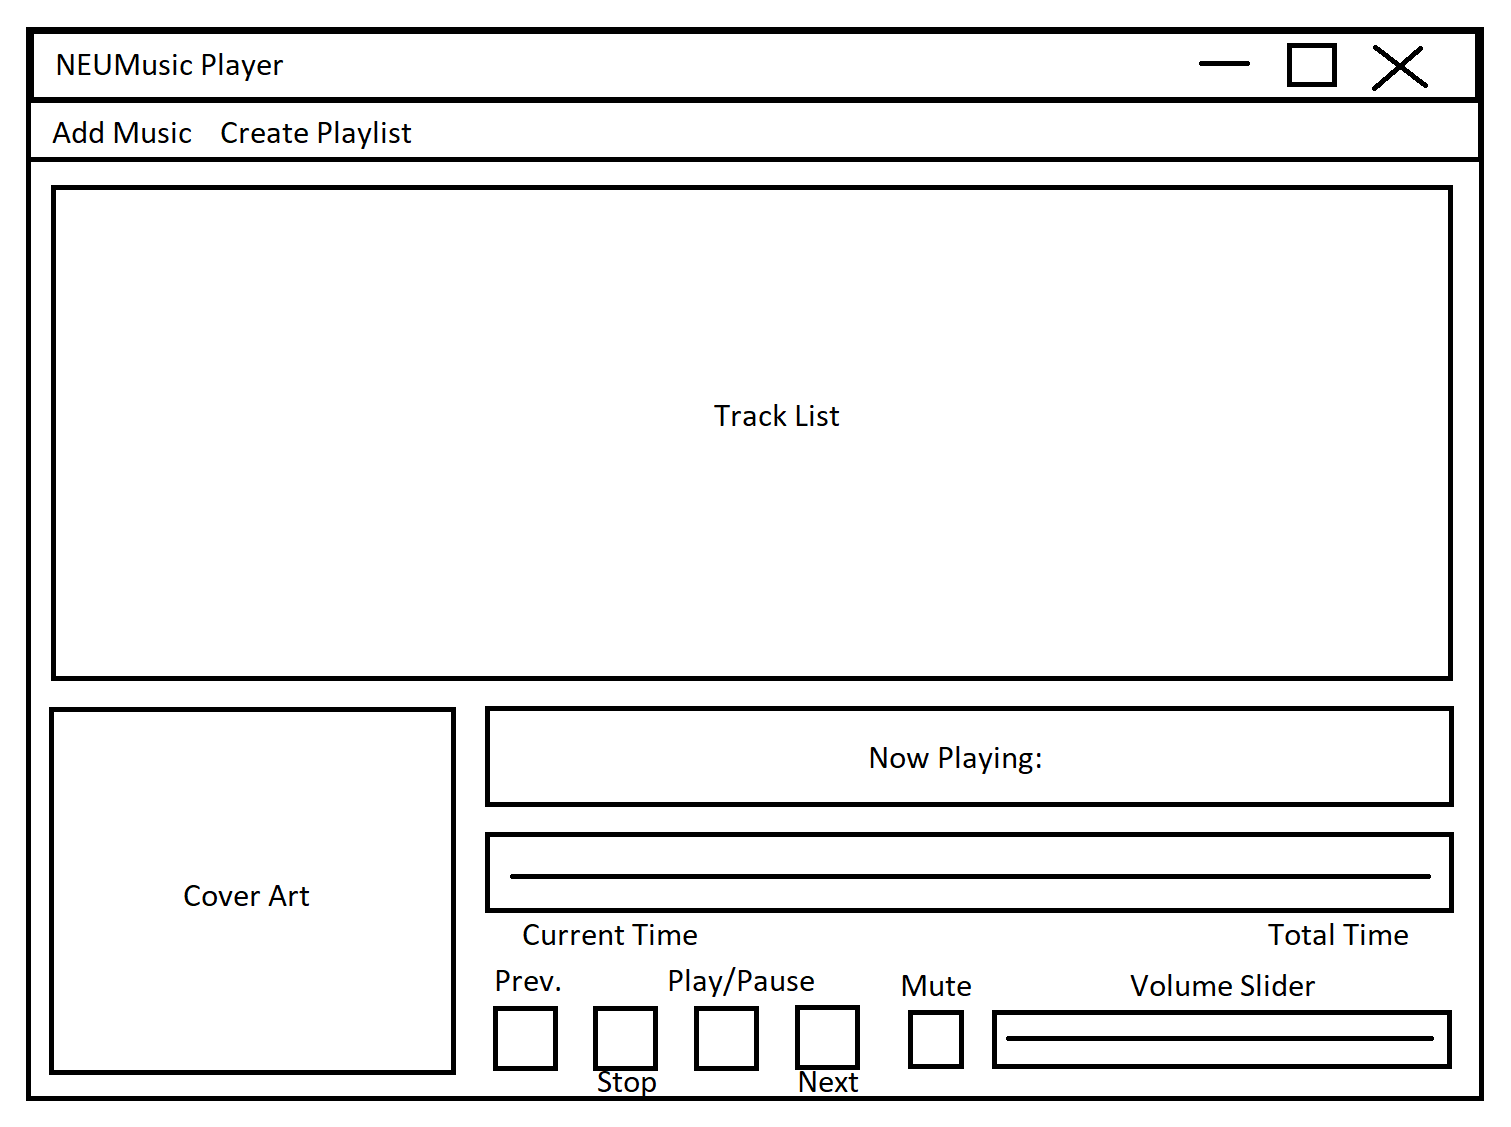 NEUMusic Player
Add Music Create Playlist
Track List
Cover Art
Now Playing:
Current Time Total Time
Prev. Play/Pause Mute Volume Slider
Stop Next